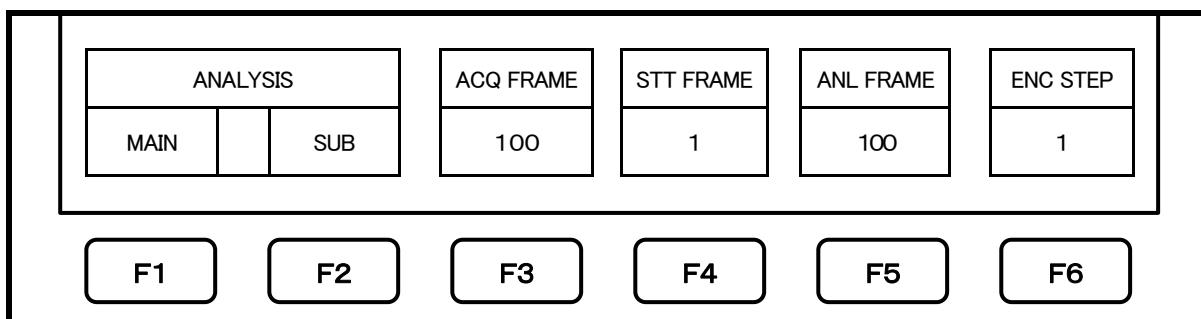 ANALYSIS ACQ FRAME STT FRAME ANL FRAME ENC STEP
MAIN SUB 100 1 100 1
F1 F2 F3 F4 F5 F6